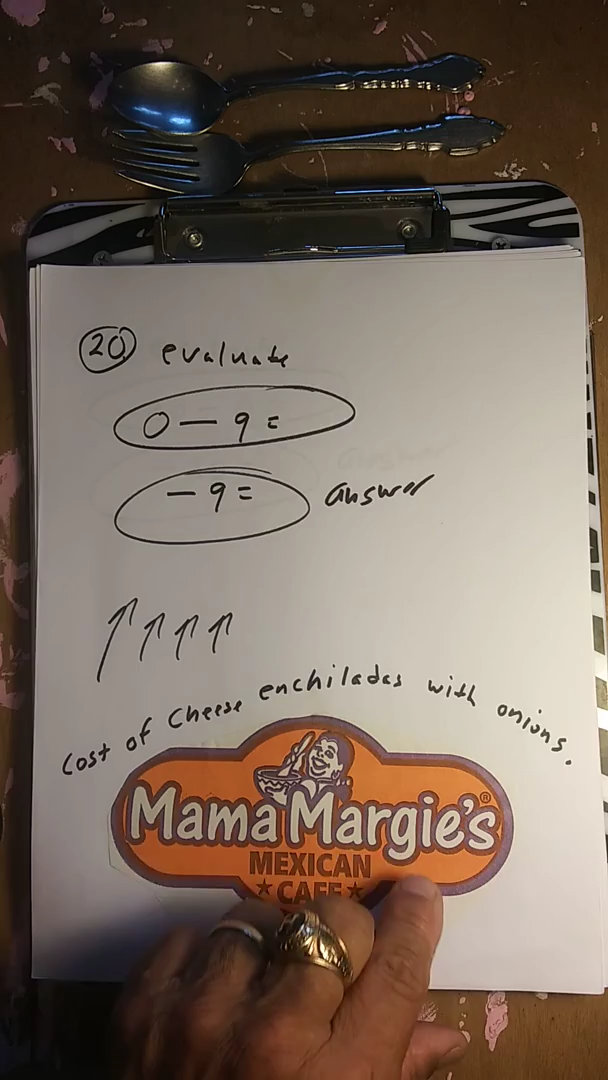 20 evaluate
0 - 9 =
- 9 = answer
Cost of Cheese enchiladas with onions.
Mama Margie's ®
MEXICAN
CAFE